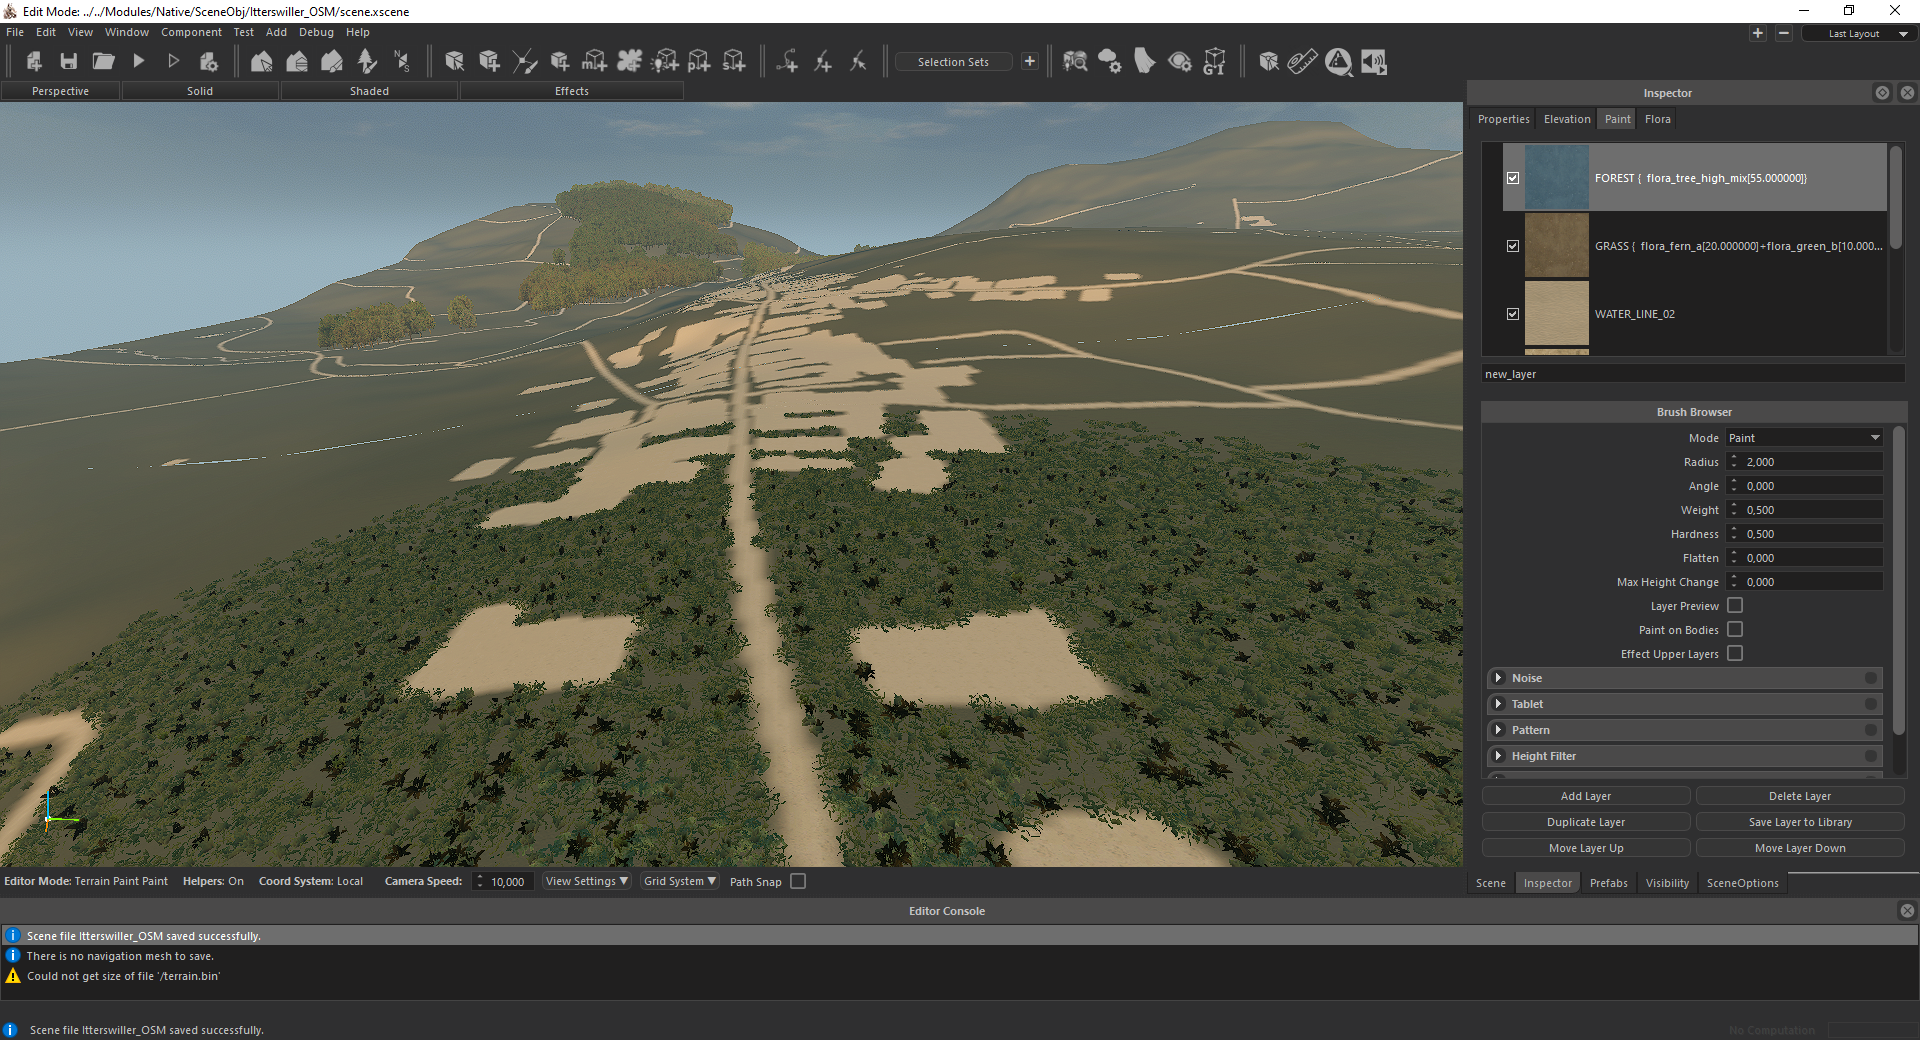 Edit Mode: ../../Modules/Native/SceneObj/Itterswiller_OSM/scene.xscene
File Edit View Window Component Test Add Debug Help
Last Layout
Selection Sets
Perspective Solid Shaded Effects
Inspector
Properties Elevation Paint Flora
FOREST { flora_tree_high_mix[55.000000]}
GRASS { flora_fern_a[20.000000]+flora_green_b[10.000...
WATER_LINE_02
new_layer
Brush Browser
Mode Paint
Radius 2,000
Angle 0,000
Weight 0,500
Hardness 0,500
Flatten 0,000
Max Height Change 0,000
Layer Preview
Paint on Bodies
Effect Upper Layers
Noise
Tablet
Pattern
Height Filter
Add Layer Delete Layer
Duplicate Layer Save Layer to Library
Move Layer Up Move Layer Down
Editor Mode: Terrain Paint Paint Helpers: On Coord System: Local Camera Speed: 10,000 View Settings Grid System Path Snap
Scene Inspector Prefabs Visibility SceneOptions
Editor Console
Scene file Itterswiller_OSM saved successfully.
There is no navigation mesh to save.
Could not get size of file '/terrain.bin'
Scene file Itterswiller_OSM saved successfully.
No Computation